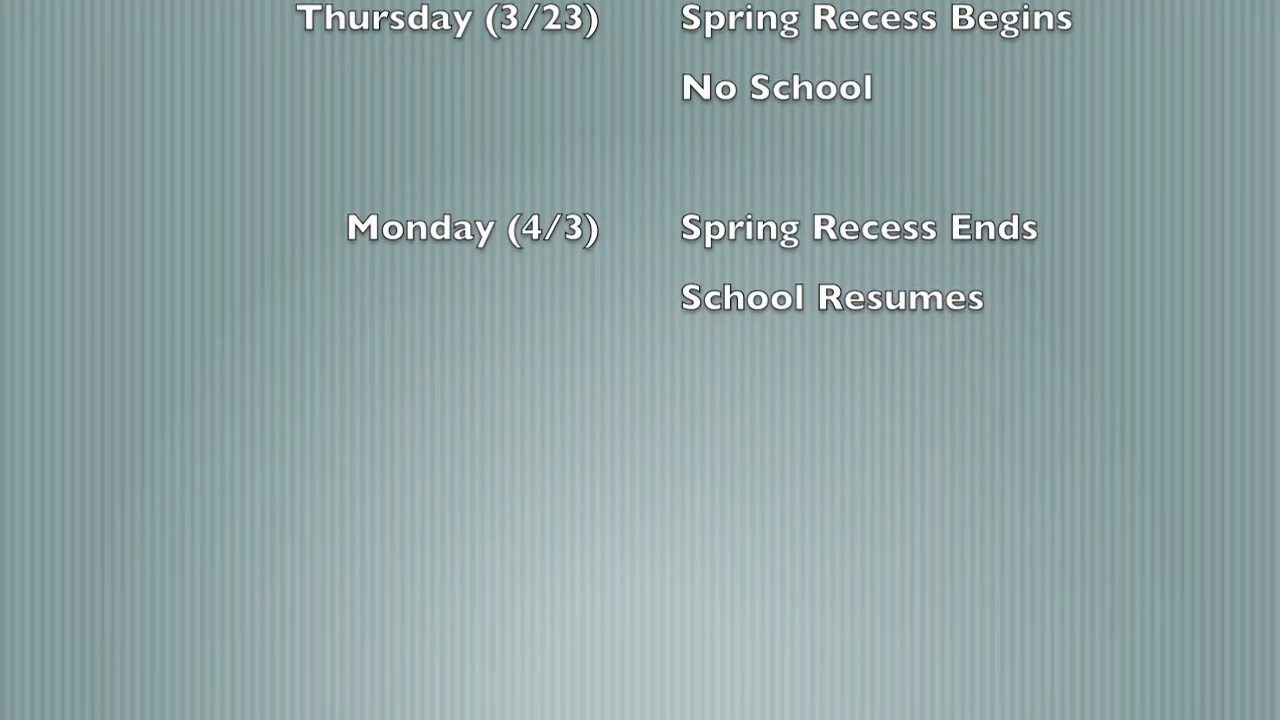 Thursday (3/23) Spring Recess Begins
No School
Monday (4/3) Spring Recess Ends
School Resumes